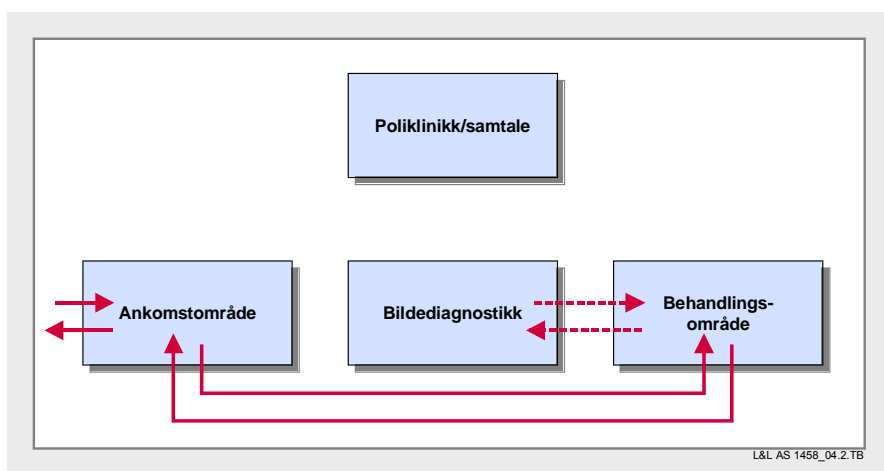 Poliklinikk/samtale
Ankomstområde
Bildediagnostikk
Behandlings-
område
L&L AS 1458_04.2.TB